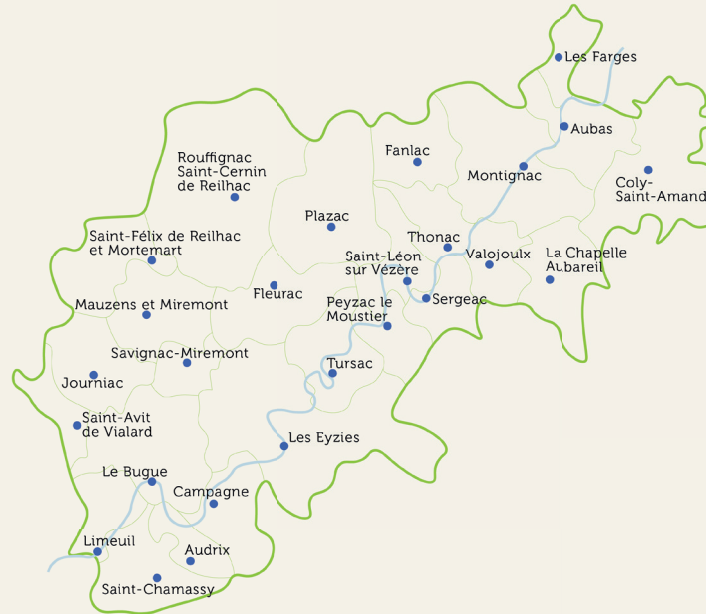 Les Farges
Aubas
Fanlac
Montignac
Rouffignac
Saint-Cernin
de Reilhac
Coly-
Saint-Amand
Plazac
Saint-Félix de Reilhac
et Mortemart
Thonac
Saint-Léon
sur Vézère
Valojoulx
La Chapelle
Albareil
Fleurac
Sergeac
Mauzens et Miremont
Peyzac le
Moustier
Savignac-Miremont
Tursac
Journiac
Saint-Avit
de Vialard
Les Eyzies
Le Bugue
Campagne
Limeuil
Audrix
Saint-Chamassy